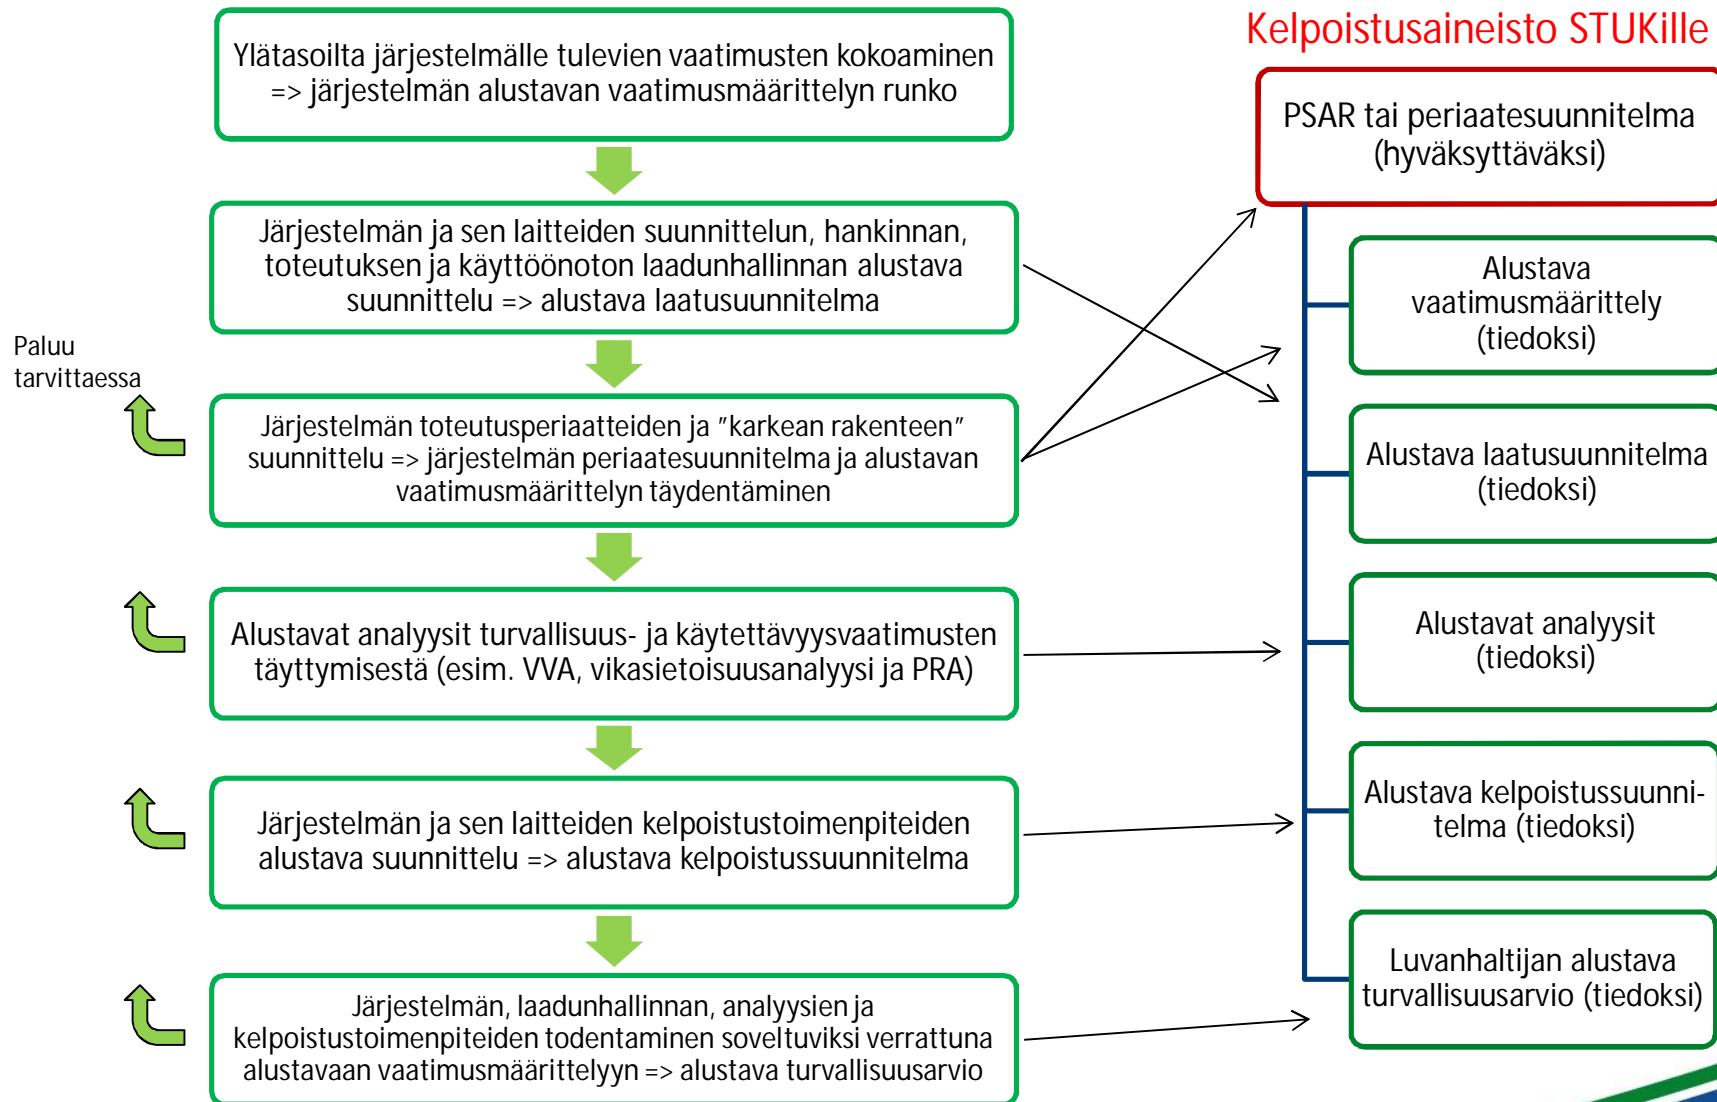 Ylätasoilta järjestelmälle tulevien vaatimusten kokoaminen
=> järjestelmän alustavan vaatimusmäärittelyn runko
Järjestelmän ja sen laitteiden suunnittelun, hankinnan,
toteutuksen ja käyttöönoton laadunhallinnan alustava
suunnittelu => alustava laatusuunnitelma
Paluu
tarvittaessa
Järjestelmän toteutusperiaatteiden ja ”karkean rakenteen”
suunnittelu => järjestelmän periaatesuunnitelma ja alustavan
vaatimusmäärittelyn täydentäminen
Alustavat analyysit turvallisuus- ja käytettävyysvaatimusten
täyttymisestä (esim. VVA, vikasietoisuusanalyysi ja PRA)
Järjestelmän ja sen laitteiden kelpoistustoimenpiteiden
alustava suunnittelu => alustava kelpoistussuunnitelma
Järjestelmän, laadunhallinnan, analyysien ja
kelpoistustoimenpiteiden todentaminen soveltuviksi verrattuna
alustavaan vaatimusmäärittelyyn => alustava turvallisuusarvio
Kelpoistusaineisto STUKille
PSAR tai periaatesuunnitelma
(hyväksyttäväksi)
Alustava
vaatimusmäärittely
(tiedoksi)
Alustava laatusuunnitelma
(tiedoksi)
Alustavat analyysit
(tiedoksi)
Alustava kelpoistussuunni-
telma (tiedoksi)
Luvanhaltijan alustava
turvallisuusarvio (tiedoksi)